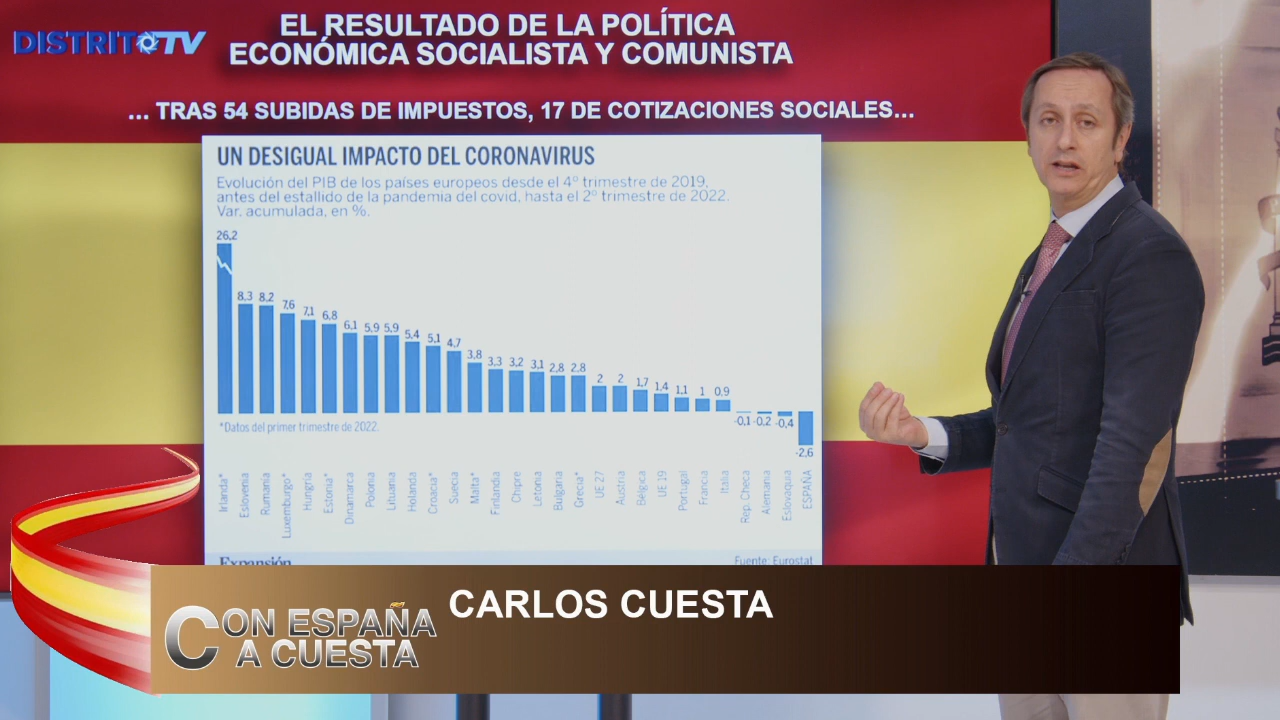 DISTRITO TV
EL RESULTADO DE LA POLÍTICA
ECONÓMICA SOCIALISTA Y COMUNISTA
... TRAS 54 SUBIDAS DE IMPUESTOS, 17 DE COTIZACIONES SOCIALES...
UN DESIGUAL IMPACTO DEL CORONAVIRUS
Evolución del PIB de los países europeos desde el 4º trimestre de 2019,
antes del estallido de la pandemia del covid, hasta el 2º trimestre de 2022.
Var. acumulada, en %.
26,2 8,3 8,2 7,6 7,1 6,8 6,1 5,9 5,9 5,4 5,1 4,7 3,8 3,3 3,2 3,1 2,8 2,8 2 2 1,7 1,4 1,1 1 0,9 -0,1 -0,2 -0,4 -2,6
*Datos del primer trimestre de 2022.
Irlanda* Eslovenia Rumanía Luxemburgo* Hungría Estonia* Dinamarca Polonia Lituania Holanda Croacia* Suecia Malta* Finlandia Chipre Letonia Bulgaria Grecia* UE 27 Austria Bélgica UE 19 Portugal Francia Italia Rep. Checa Alemania Eslovaquia ESPAÑA
Expansión
Fuente: Eurostat
CARLOS CUESTA
CON ESPAÑA
A CUESTA